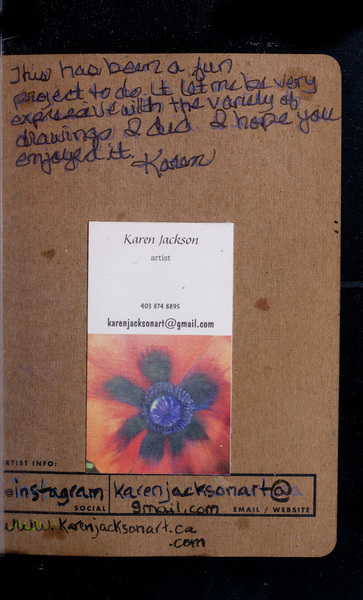 This has been a fun
project to do. It let me be very
expressive with the variety of
drawings I did. I hope you
enjoyed it. Karen
Karen Jackson
artist
403 874 8895
karenjacksonart@gmail.com
ARTIST INFO:
@instagram karenjacksonart@
SOCIAL gmail.com EMAIL / WEBSITE
www.Karenjacksonart.ca
.com